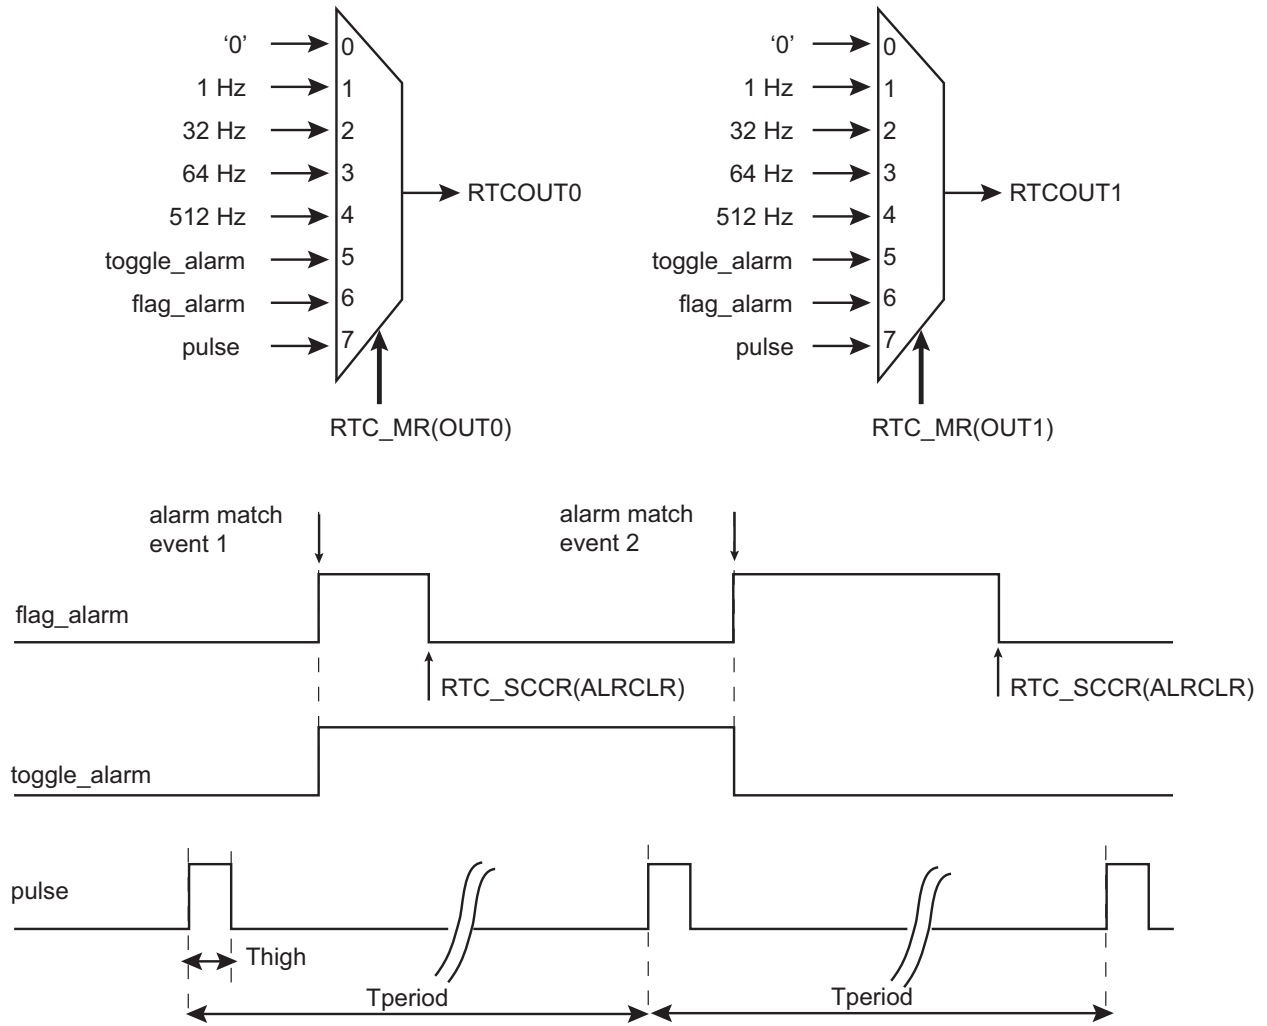 ‘0’ 0
1 Hz 1
32 Hz 2
64 Hz 3
512 Hz 4
toggle_alarm 5
flag_alarm 6
pulse 7
RTCOUT0
RTC_MR(OUT0)
‘0’ 0
1 Hz 1
32 Hz 2
64 Hz 3
512 Hz 4
toggle_alarm 5
flag_alarm 6
pulse 7
RTCOUT1
RTC_MR(OUT1)
alarm match
event 1
alarm match
event 2
flag_alarm
RTC_SCCR(ALRCLR)
RTC_SCCR(ALRCLR)
toggle_alarm
pulse
Thigh
Tperiod
Tperiod